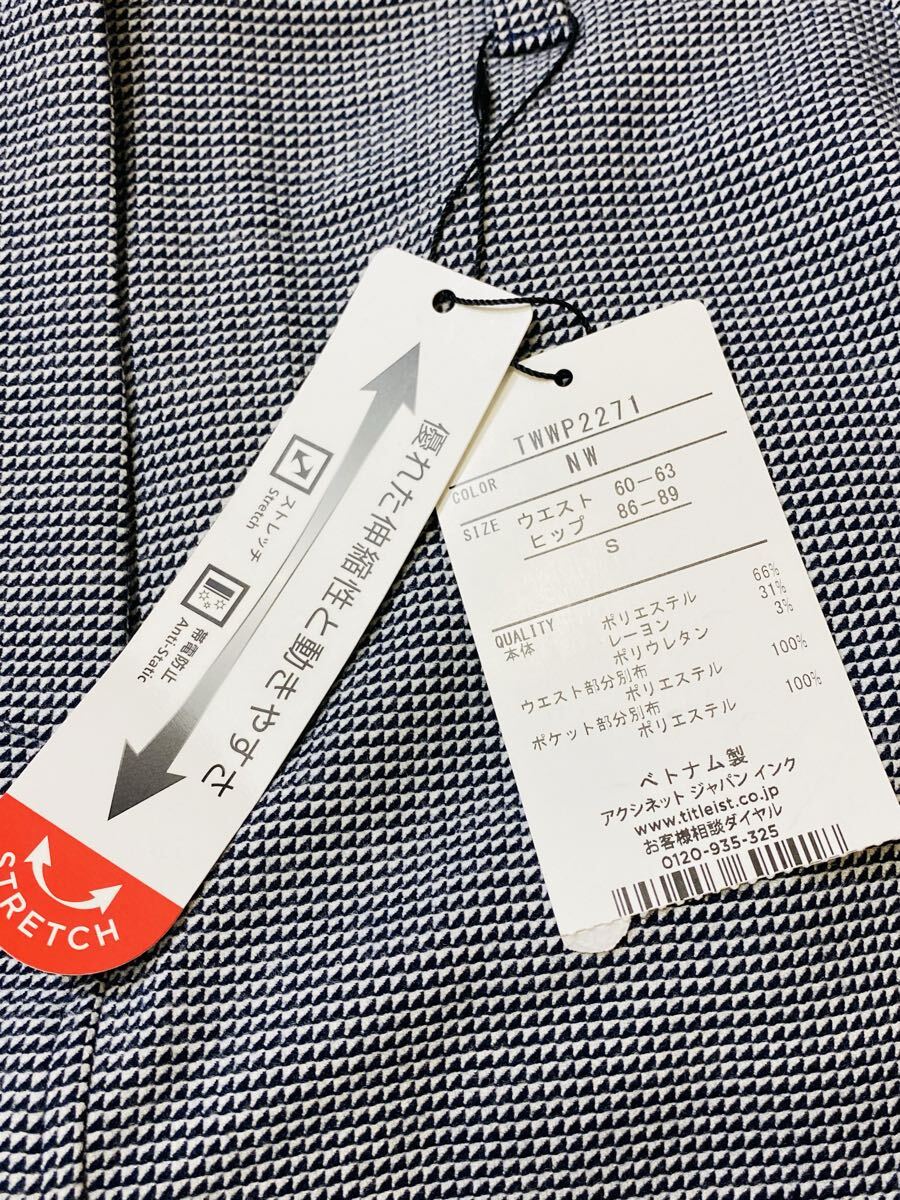 優れた伸縮性と動きやすさ
ストレッチ
Stretch
帯電防止
Anti-Static
STRETCH
TWWP2271
COLOR NW
SIZE ウエスト 60-63
ヒップ 86-89
S
QUALITY
本体 ポリエステル 66%
レーヨン 31%
ポリウレタン 3%
ウエスト部分別布
ポリエステル 100%
ポケット部分別布
ポリエステル 100%
ベトナム製
アクシネット ジャパン インク
www.titleist.co.jp
お客様相談ダイヤル
0120-935-325